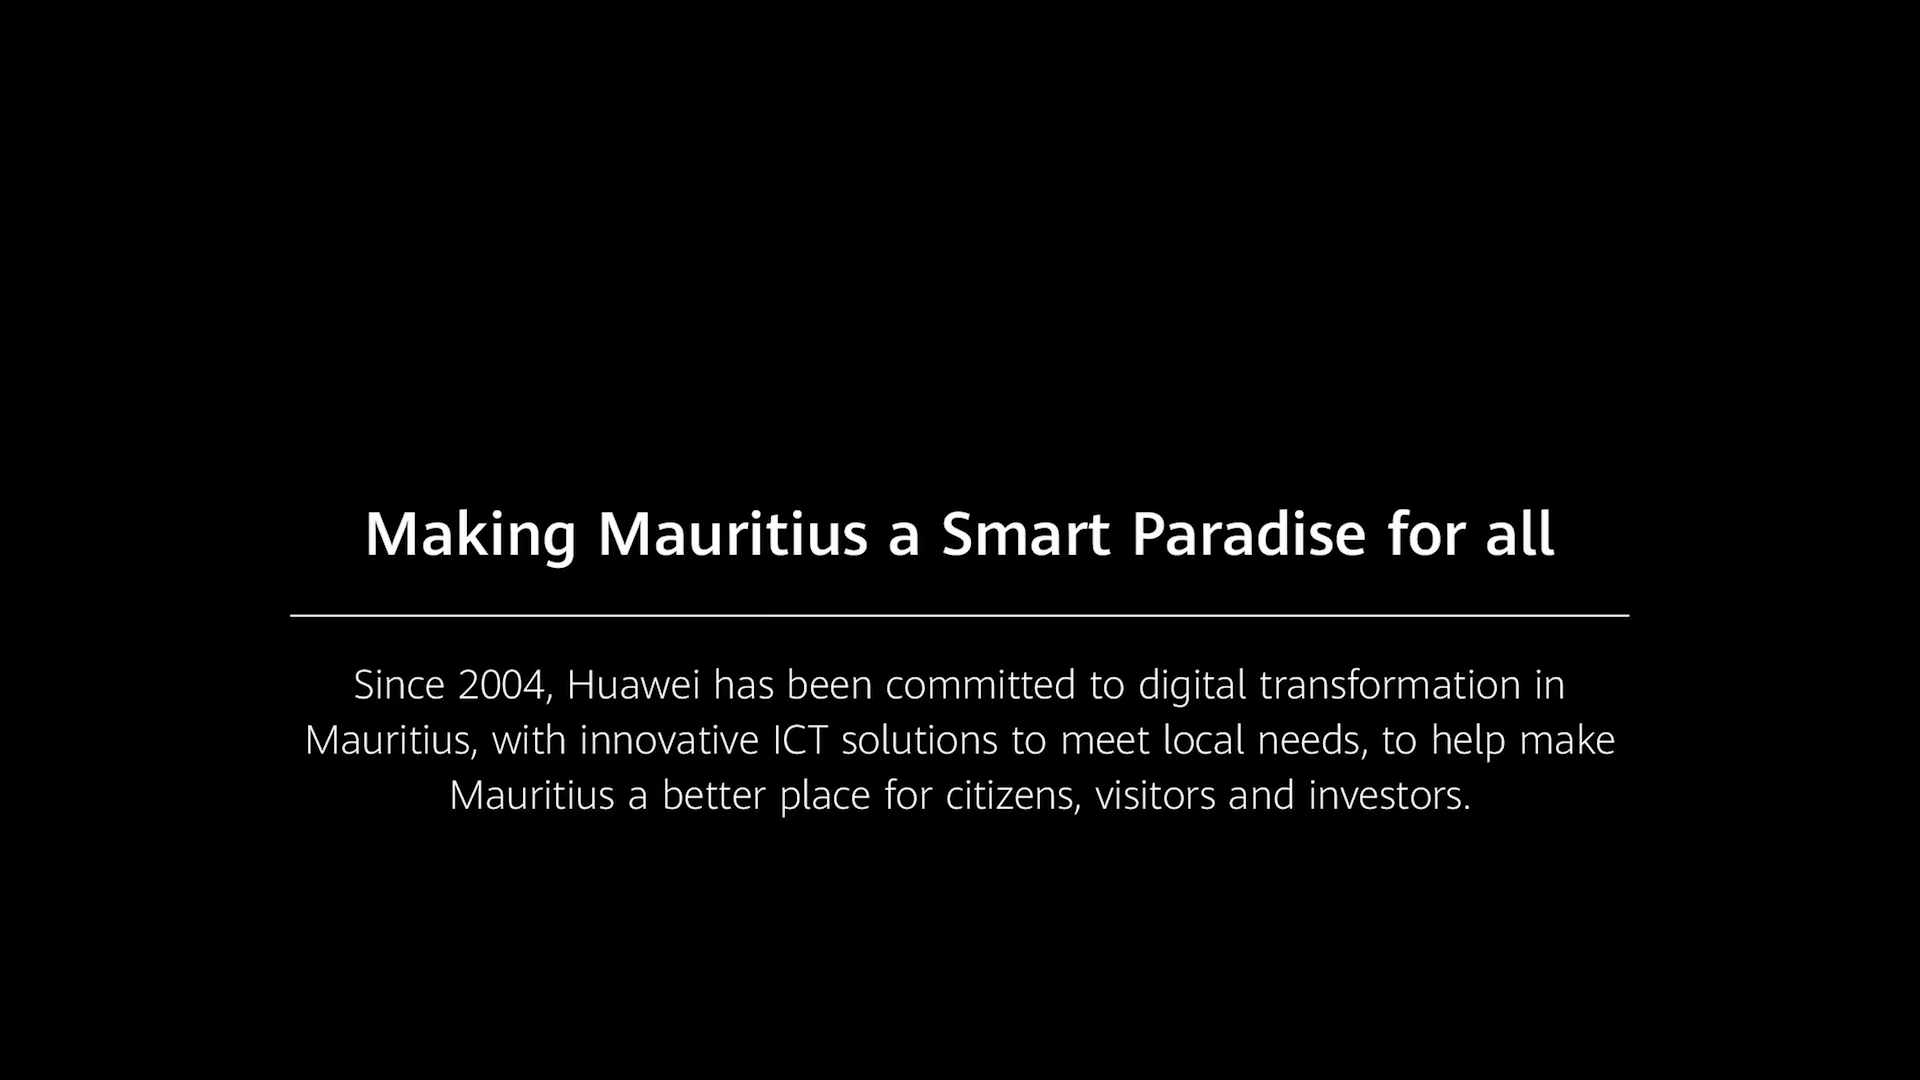 Making Mauritius a Smart Paradise for all
Since 2004, Huawei has been committed to digital transformation in
Mauritius, with innovative ICT solutions to meet local needs, to help make
Mauritius a better place for citizens, visitors and investors.